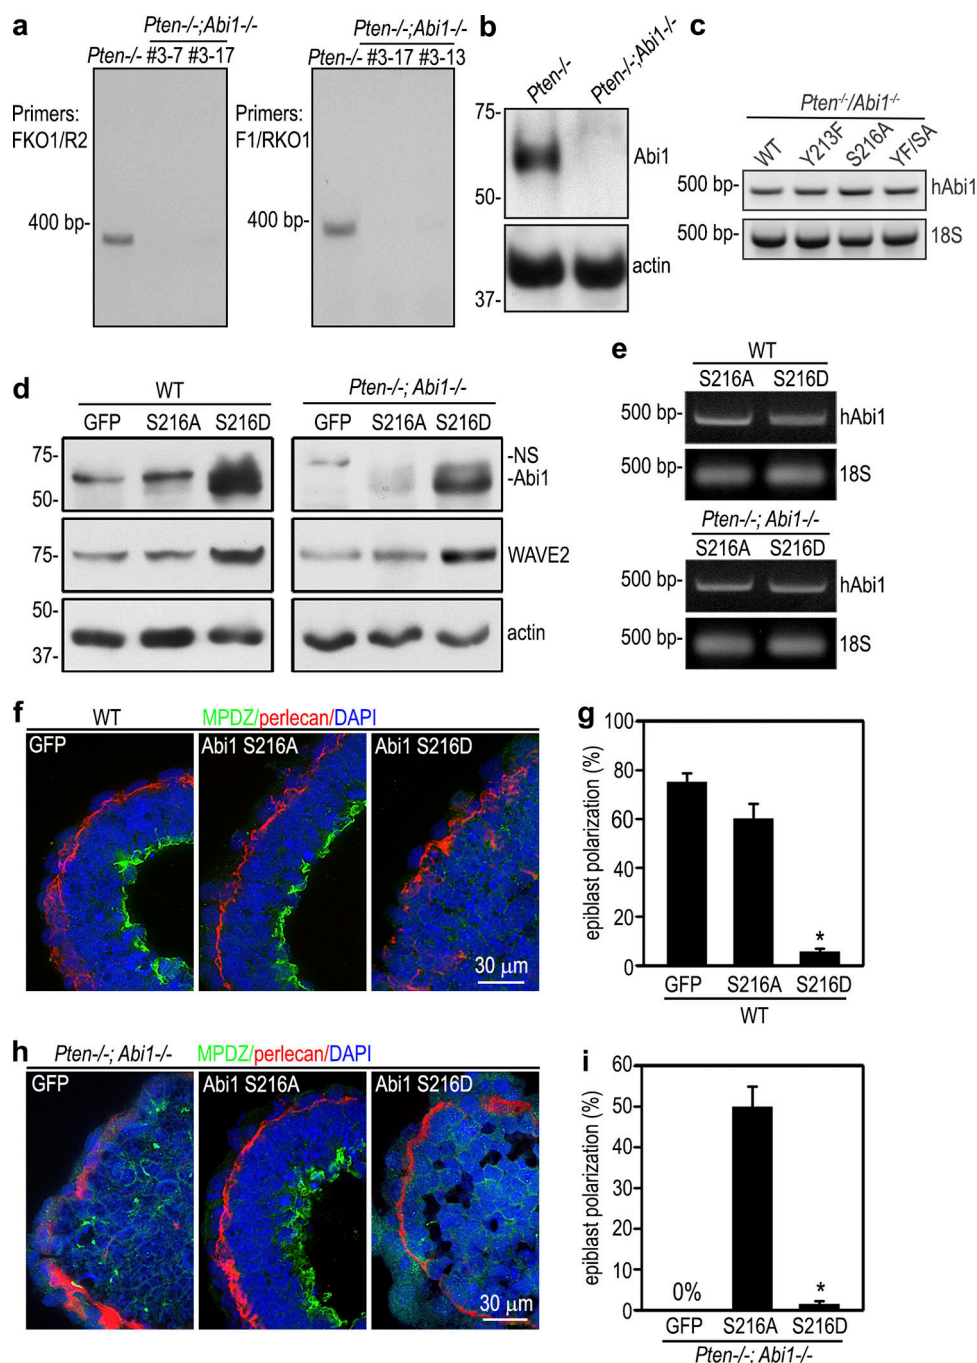 a
Pten-/-;Abi1-/-
Pten-/- #3-7 #3-17
Primers:
FKO1/R2
400 bp-
Pten-/-;Abi1-/-
Pten-/- #3-17 #3-13
Primers:
F1/RKO1
400 bp-
b
Pten-/-
Pten-/-;Abi1-/-
75-
50-
37-
Abi1
actin
c
Pten-/-/Abi1-/-
WT Y213F S216A YF/SA
500 bp- hAbi1
500 bp- 18S
d
WT
GFP S216A S216D
Pten-/-; Abi1-/-
GFP S216A S216D
75-
50-
-NS
-Abi1
75- WAVE2
50-
37-
actin
e
WT
S216A S216D
500 bp- hAbi1
500 bp- 18S
Pten-/-; Abi1-/-
S216A S216D
500 bp- hAbi1
500 bp- 18S
f
WT MPDZ/perlecan/DAPI
GFP Abi1 S216A Abi1 S216D
30 µm
g
epiblast polarization (%)
100
80
60
40
20
0
*
GFP S216A S216D
WT
h
Pten-/-; Abi1-/- MPDZ/perlecan/DAPI
GFP Abi1 S216A Abi1 S216D
30 µm
i
epiblast polarization (%)
60
50
40
30
20
10
0
0%
*
GFP S216A S216D
Pten-/-; Abi1-/-